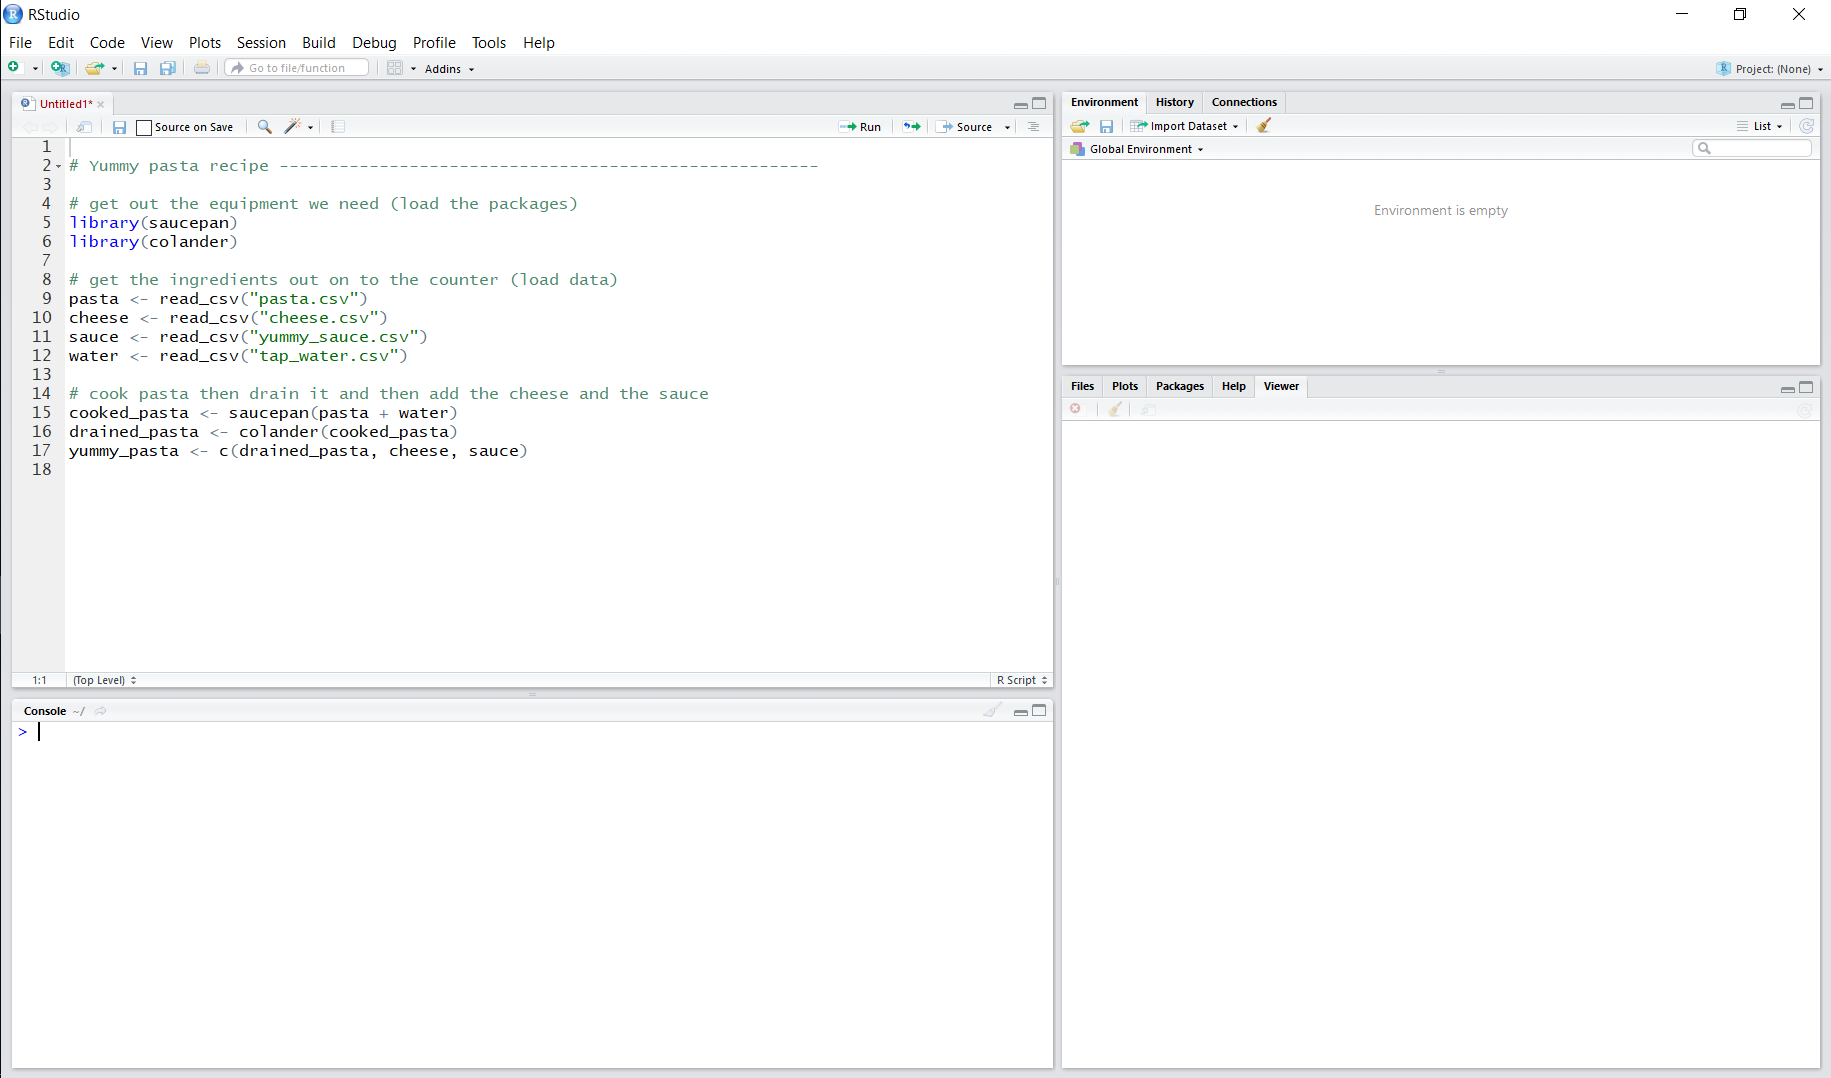 RStudio
File Edit Code View Plots Session Build Debug Profile Tools Help
Go to file/function Addins Project: (None)
Untitled1*
Source on Save Run Source
1
2 # Yummy pasta recipe ------------------------------------------------------
3
4 # get out the equipment we need (load the packages)
5 library(saucepan)
6 library(colander)
7
8 # get the ingredients out on to the counter (load data)
9 pasta <- read_csv("pasta.csv")
10 cheese <- read_csv("cheese.csv")
11 sauce <- read_csv("yummy_sauce.csv")
12 water <- read_csv("tap_water.csv")
13
14 # cook pasta then drain it and then add the cheese and the sauce
15 cooked_pasta <- saucepan(pasta + water)
16 drained_pasta <- colander(cooked_pasta)
17 yummy_pasta <- c(drained_pasta, cheese, sauce)
18
1:1 (Top Level) R Script
Console ~/
>
Environment History Connections
Import Dataset List
Global Environment
Environment is empty
Files Plots Packages Help Viewer